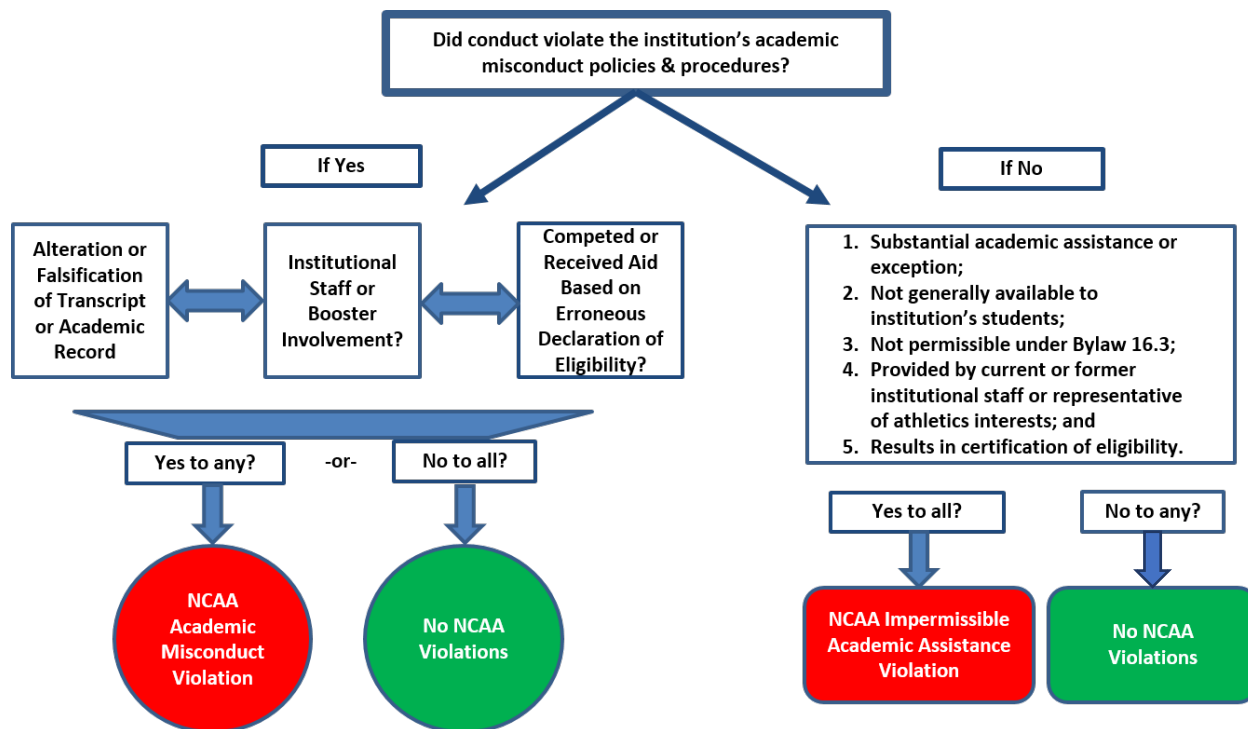 Did conduct violate the institution's academic
misconduct policies & procedures?
If Yes
If No
Alteration or
Falsification
of Transcript
or Academic
Record
Institutional
Staff or
Booster
Involvement?
Competed or
Received Aid
Based on
Erroneous
Declaration of
Eligibility?
1. Substantial academic assistance or
exception;
2. Not generally available to
institution's students;
3. Not permissible under Bylaw 16.3;
4. Provided by current or former
institutional staff or representative
of athletics interests; and
5. Results in certification of eligibility.
Yes to any?
-or-
No to all?
Yes to all?
No to any?
NCAA
Academic
Misconduct
Violation
No NCAA
Violations
NCAA Impermissible
Academic Assistance
Violation
No NCAA
Violations